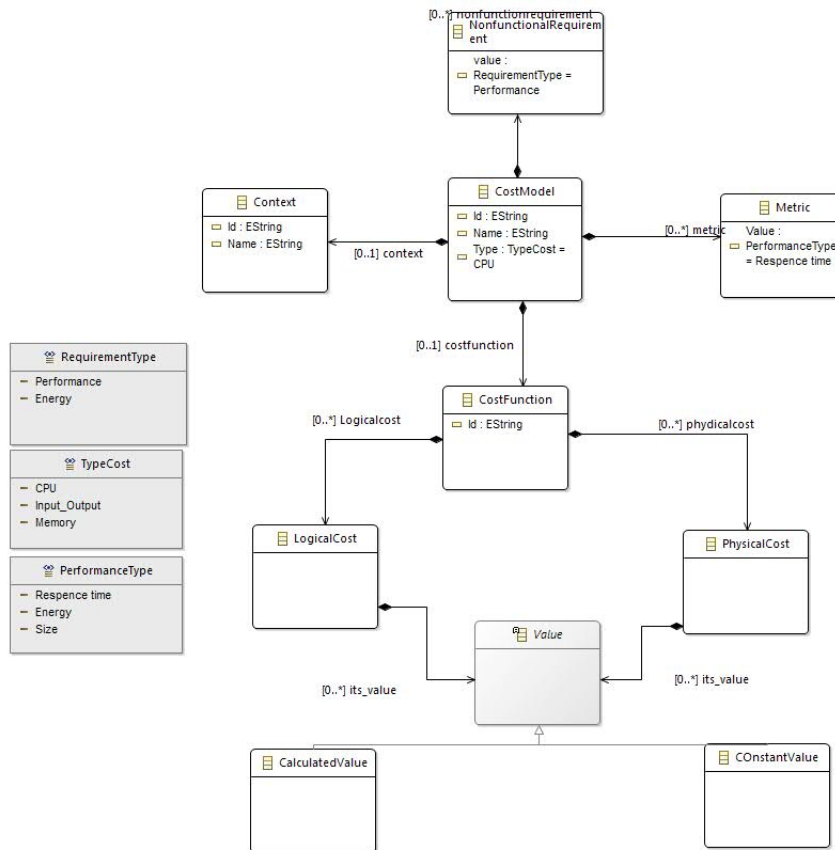 [0..*] nonfunctionrequirement
NonfunctionalRequirem
ent
value :
RequirementType =
Performance
Context
Id : EString
Name : EString
[0..1] context
CostModel
Id : EString
Name : EString
Type : TypeCost =
CPU
[0..*] metric
Metric
Value :
PerformanceType
= Respence time
[0..1] costfunction
RequirementType
Performance
Energy
TypeCost
CPU
Input_Output
Memory
PerformanceType
Respence time
Energy
Size
CostFunction
Id : EString
[0..*] Logicalcost
[0..*] phydicalcost
LogicalCost
PhysicalCost
Value
[0..*] its_value
[0..*] its_value
CalculatedValue
COnstantValue